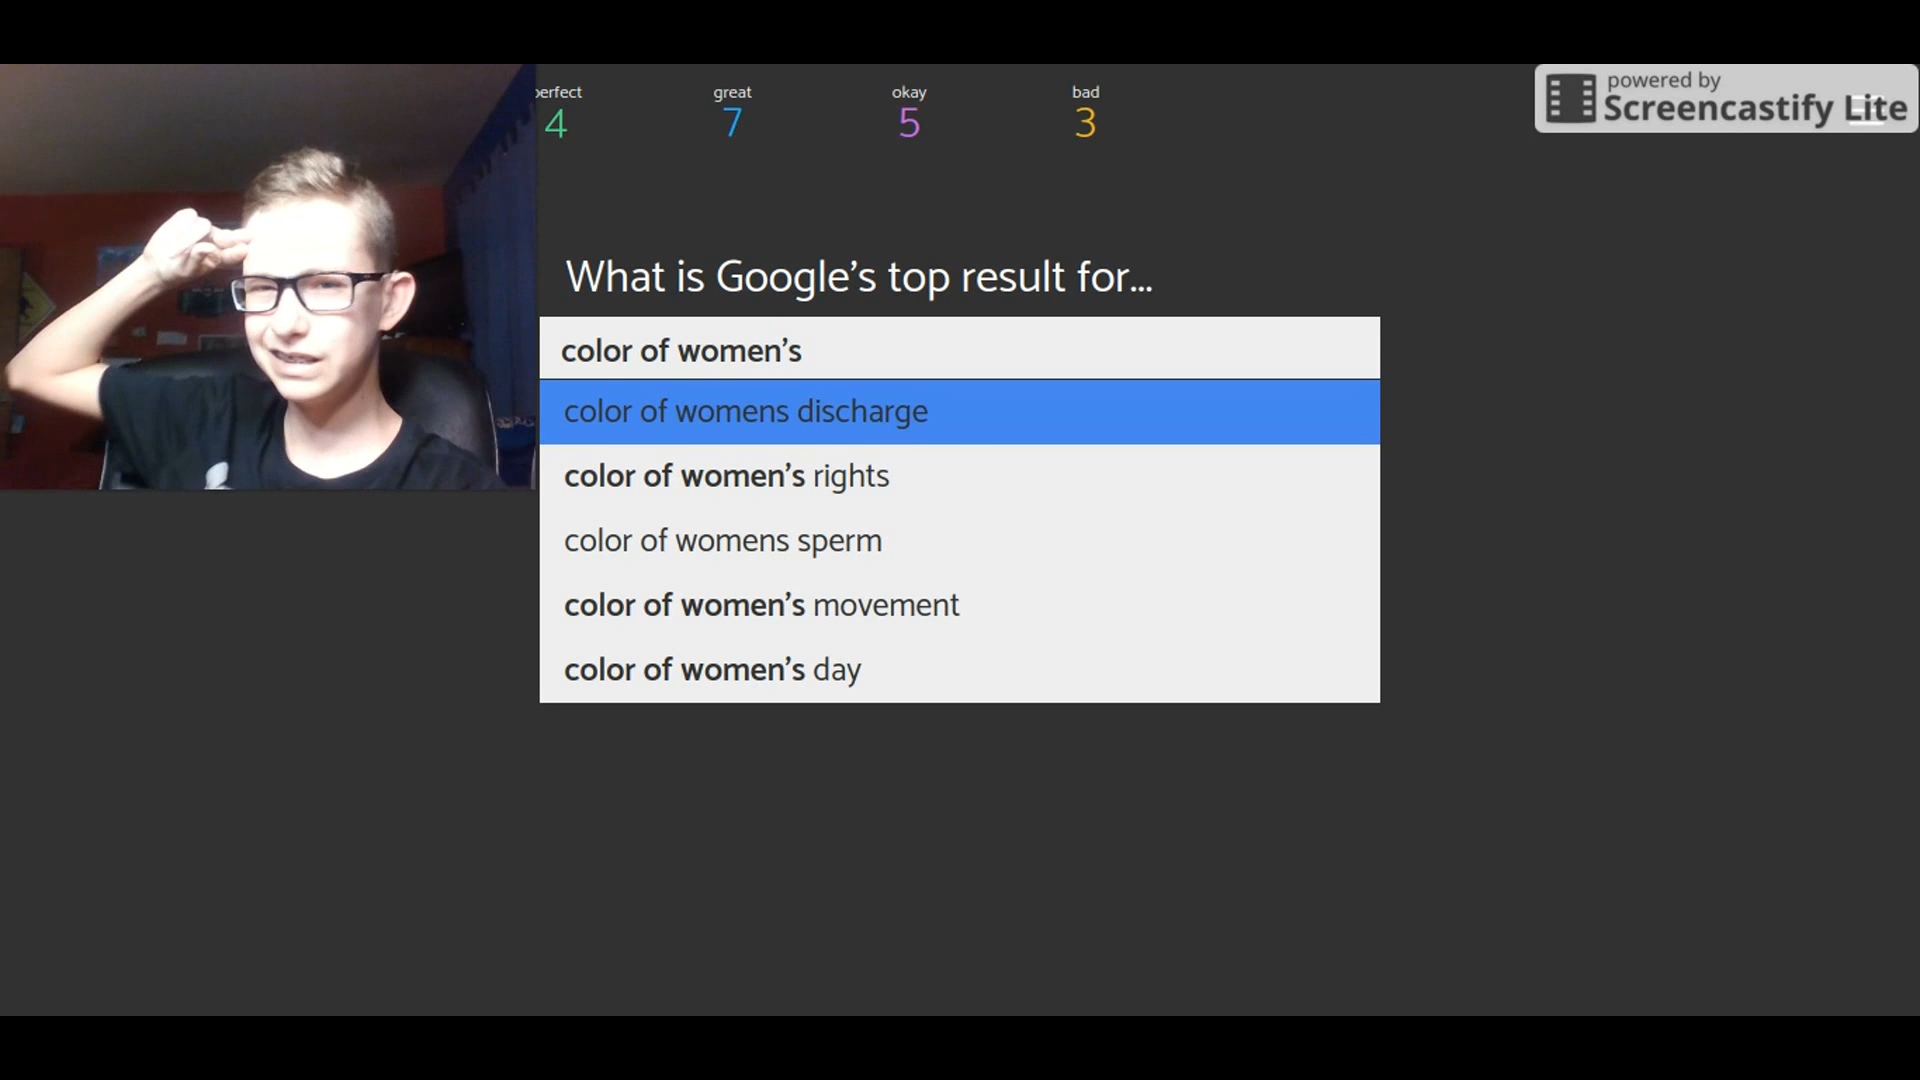 perfect great okay bad
4 7 5 3
powered by
Screencastify Lite
What is Google's top result for...
color of women's
color of womens discharge
color of women's rights
color of womens sperm
color of women's movement
color of women's day